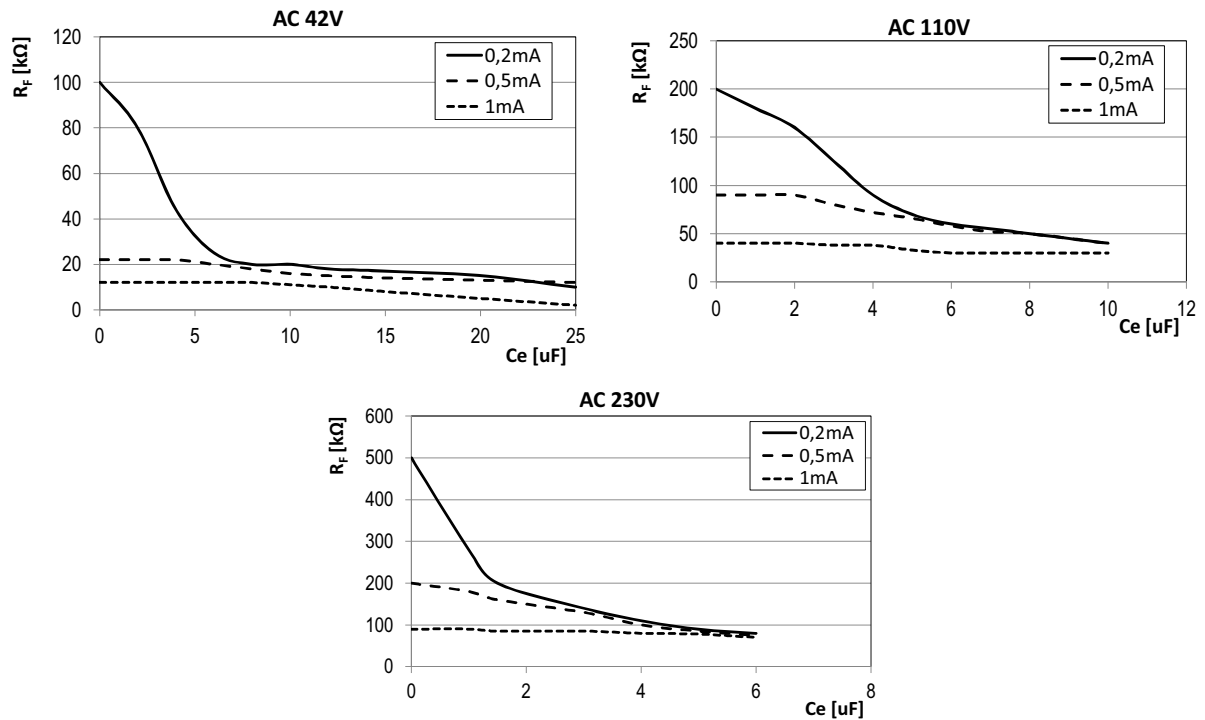 AC 42V
R_F [kΩ]
120
100
80
60
40
20
0
0 5 10 15 20 25
Ce [uF]
0,2mA
0,5mA
1mA
AC 110V
R_F [kΩ]
250
200
150
100
50
0
0 2 4 6 8 10 12
Ce [uF]
0,2mA
0,5mA
1mA
AC 230V
R_F [kΩ]
600
500
400
300
200
100
0
0 2 4 6 8
Ce [uF]
0,2mA
0,5mA
1mA